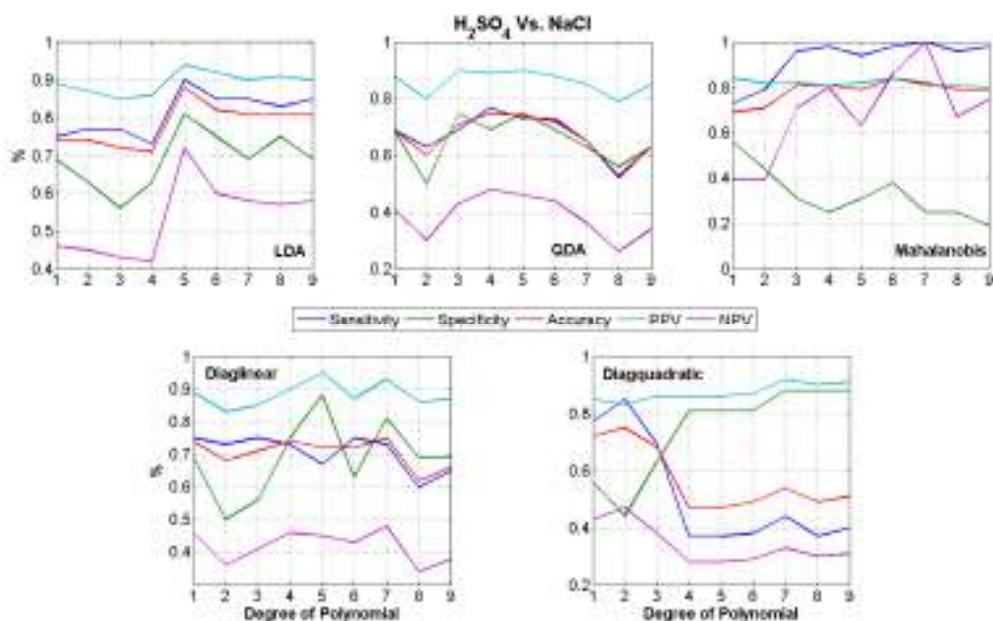 H2SO4 Vs. NaCl
1
0.9
0.8
0.7
0.6
0.5
0.4
%
1 2 3 4 5 6 7 8 9
LDA
1
0.8
0.6
0.4
0.2
1 2 3 4 5 6 7 8 9
QDA
1
0.8
0.6
0.4
0.2
0
1 2 3 4 5 6 7 8 9
Mahalanobis
Sensitivity Specificity Accuracy PPV NPV
1
0.9
0.8
0.7
0.6
0.5
0.4
%
Diaglinear
1 2 3 4 5 6 7 8 9
Degree of Polynomial
1
0.8
0.6
0.4
0.2
Diagquadratic
1 2 3 4 5 6 7 8 9
Degree of Polynomial